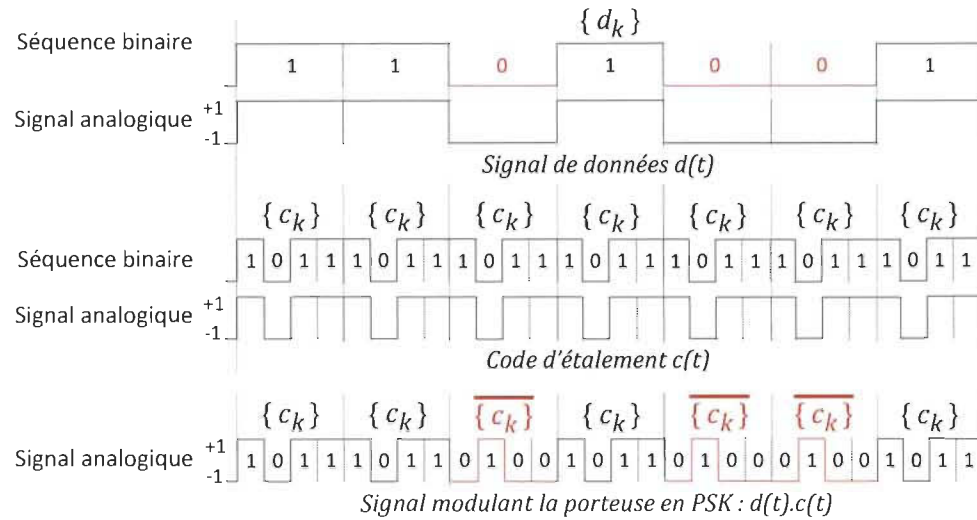 { d_k }
Séquence binaire 1 1 0 1 0 0 1
Signal analogique +1 -1
Signal de données d(t)
{ c_k } { c_k } { c_k } { c_k } { c_k } { c_k } { c_k }
Séquence binaire 1 0 1 1 1 0 1 1 1 0 1 1 1 0 1 1 1 0 1 1 1 0 1 1 1 0 1 1
Signal analogique +1 -1
Code d'étalement c(t)
{ c_k } { c_k } { c_k } { c_k } { c_k } { c_k } { c_k }
Signal analogique +1 -1 1 0 1 1 1 0 1 1 0 1 0 0 1 0 1 1 0 1 0 0 0 1 0 0 1 0 1 1
Signal modulant la porteuse en PSK : d(t).c(t)